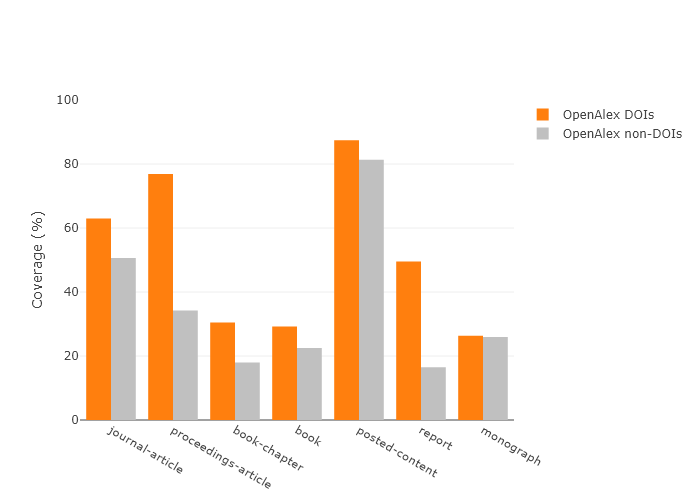 100
80
60
40
20
0
Coverage (%)
journal-article
proceedings-article
book-chapter
book
posted-content
report
monograph
OpenAlex DOIs
OpenAlex non-DOIs